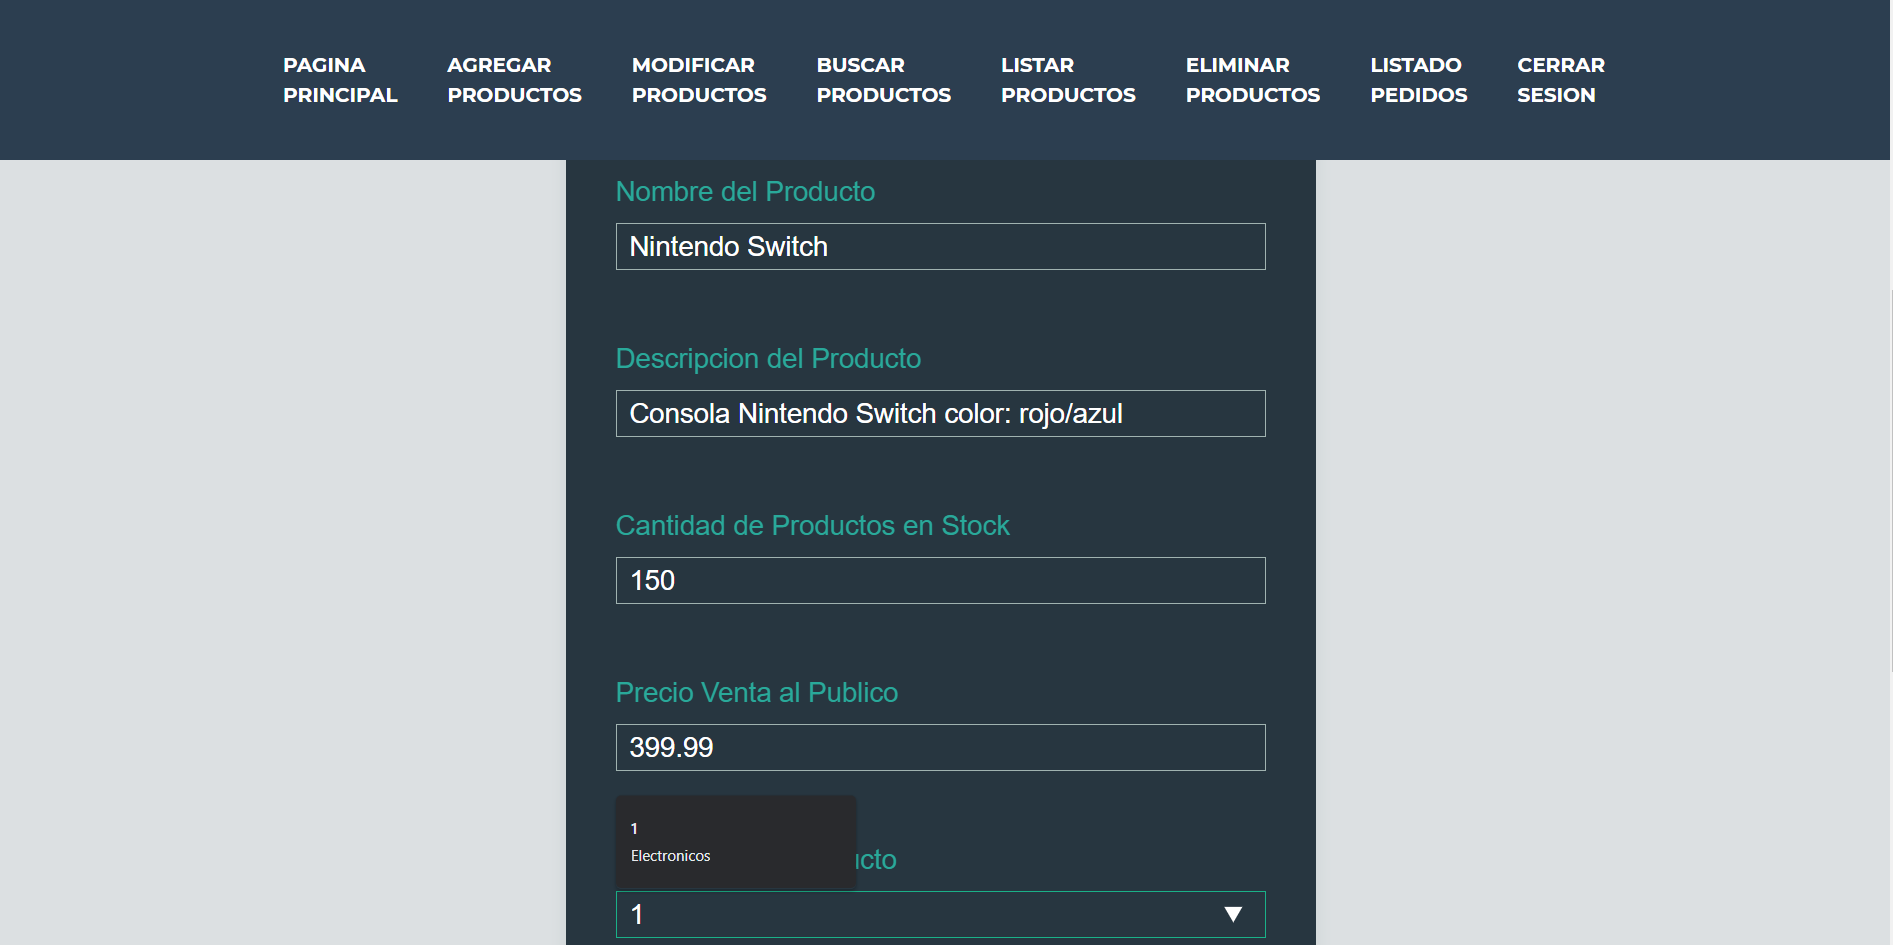 PAGINA PRINCIPAL
AGREGAR PRODUCTOS
MODIFICAR PRODUCTOS
BUSCAR PRODUCTOS
LISTAR PRODUCTOS
ELIMINAR PRODUCTOS
LISTADO PEDIDOS
CERRAR SESION
Nombre del Producto
Nintendo Switch
Descripcion del Producto
Consola Nintendo Switch color: rojo/azul
Cantidad de Productos en Stock
150
Precio Venta al Publico
399.99
1
Electronicos
1